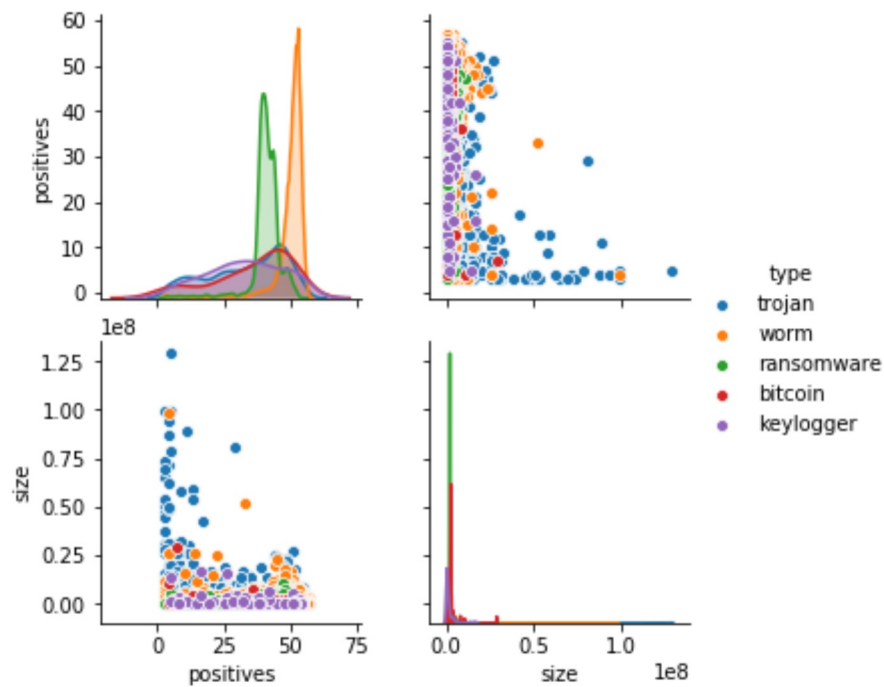 60
50
40
30
20
10
0
positives
type
trojan
worm
ransomware
bitcoin
keylogger
1e8
1.25
1.00
0.75
0.50
0.25
0.00
size
0 25 50 75
positives
0.0 0.5 1.0
size 1e8